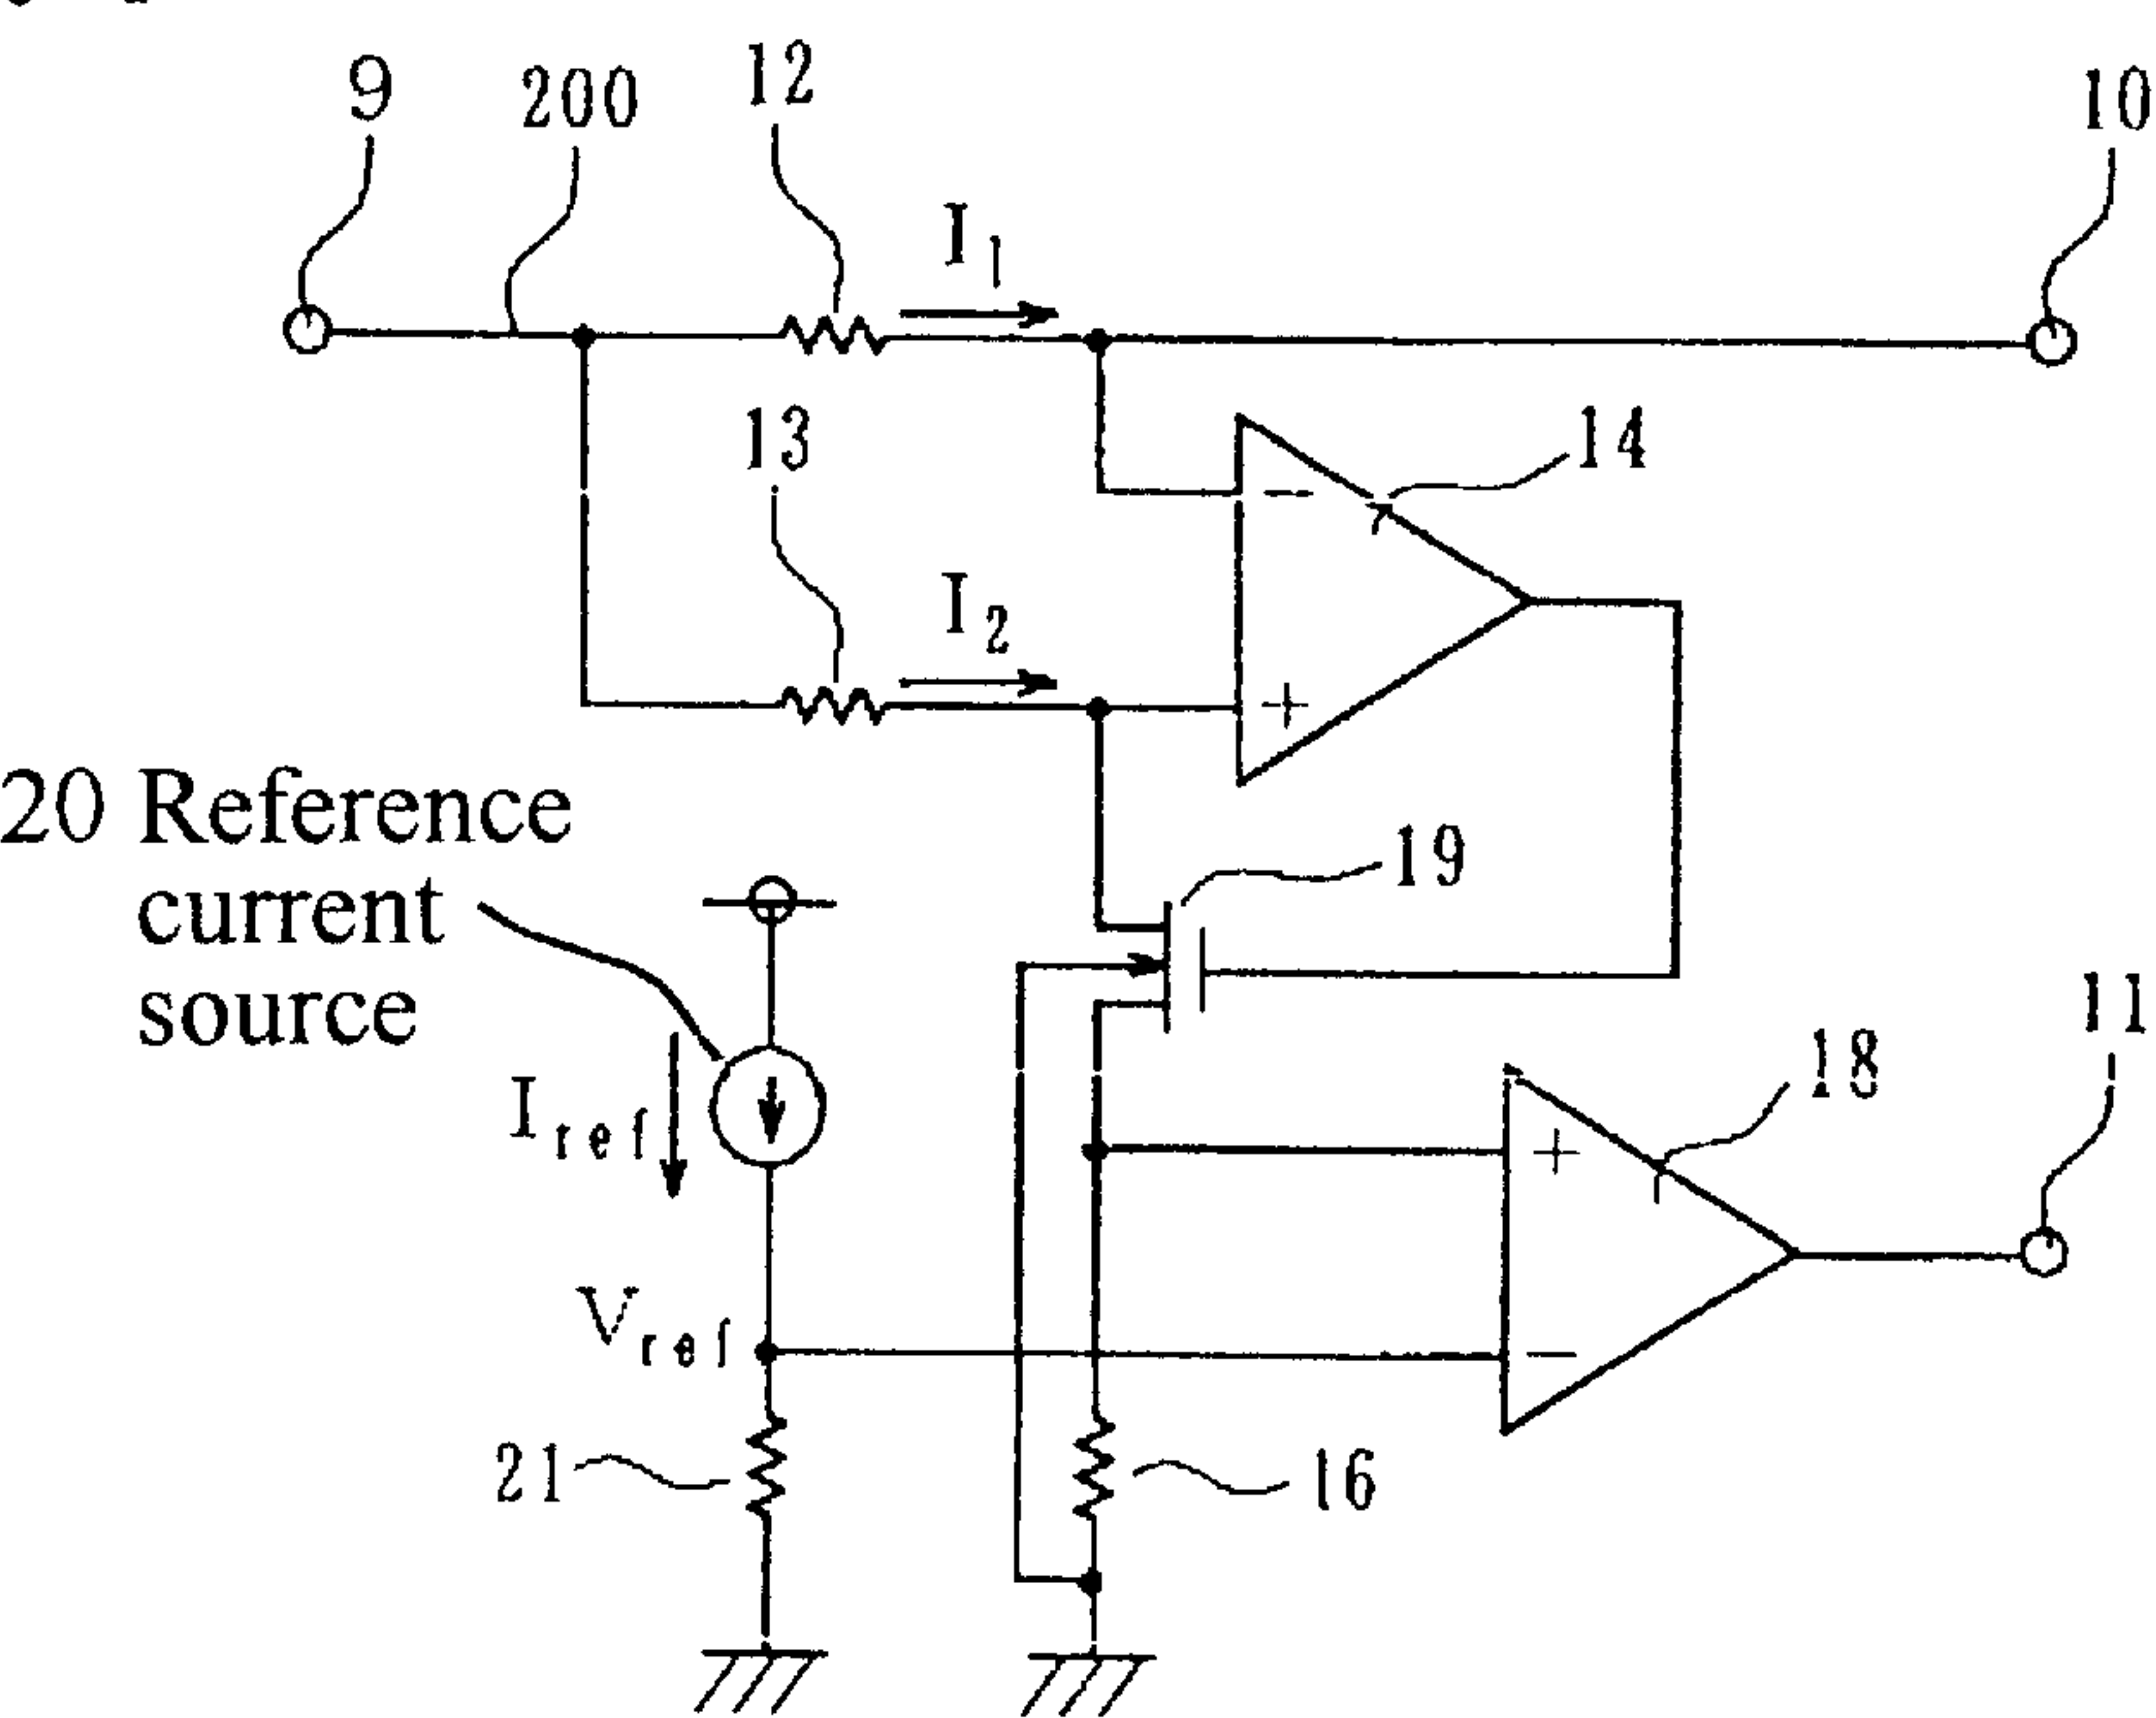 9
200
12
10
I1
13
14
I2
+
-
20 Reference
current
source
19
11
18
Iref
+
-
Vref
21
16